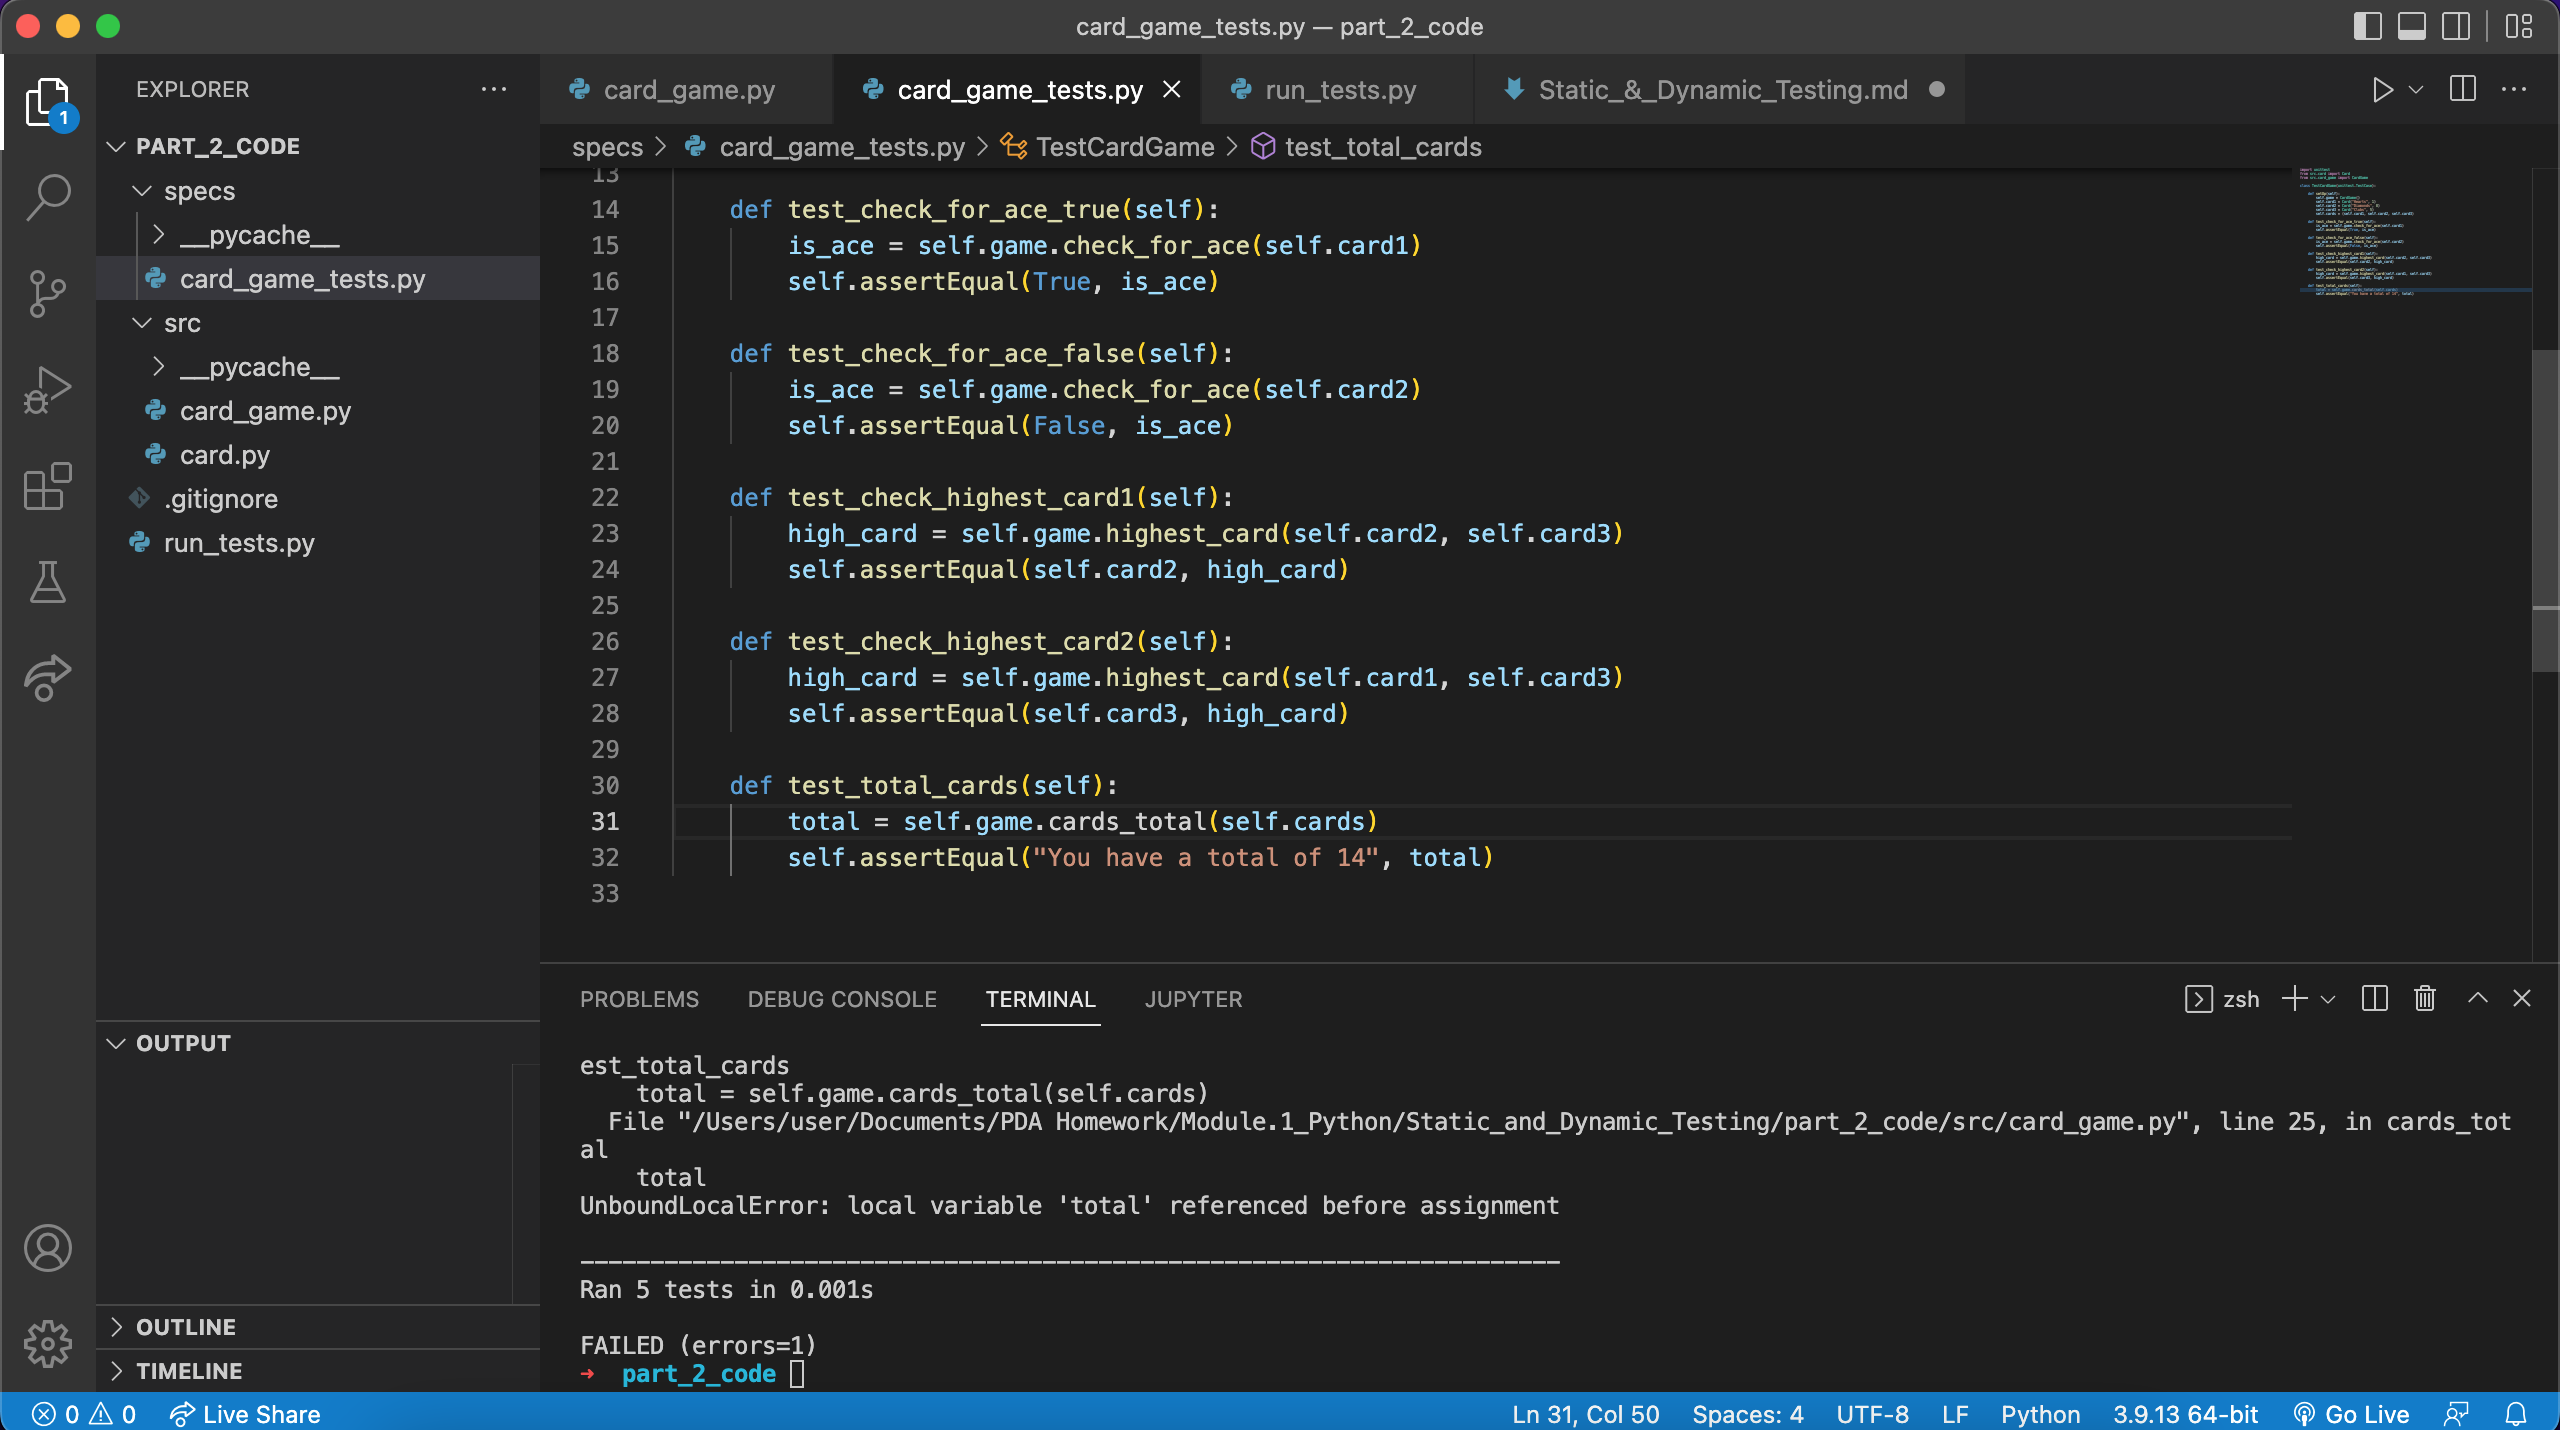 card_game_tests.py — part_2_code
EXPLORER
card_game.py
card_game_tests.py
run_tests.py
Static_&_Dynamic_Testing.md
1
PART_2_CODE
specs
__pycache__
card_game_tests.py
src
__pycache__
card_game.py
card.py
.gitignore
run_tests.py
OUTPUT
OUTLINE
TIMELINE
specs > card_game_tests.py > TestCardGame > test_total_cards
13
14 def test_check_for_ace_true(self):
15 is_ace = self.game.check_for_ace(self.card1)
16 self.assertEqual(True, is_ace)
17
18 def test_check_for_ace_false(self):
19 is_ace = self.game.check_for_ace(self.card2)
20 self.assertEqual(False, is_ace)
21
22 def test_check_highest_card1(self):
23 high_card = self.game.highest_card(self.card2, self.card3)
24 self.assertEqual(self.card2, high_card)
25
26 def test_check_highest_card2(self):
27 high_card = self.game.highest_card(self.card1, self.card3)
28 self.assertEqual(self.card3, high_card)
29
30 def test_total_cards(self):
31 total = self.game.cards_total(self.cards)
32 self.assertEqual("You have a total of 14", total)
33
PROBLEMS
DEBUG CONSOLE
TERMINAL
JUPYTER
zsh
est_total_cards
total = self.game.cards_total(self.cards)
File "/Users/user/Documents/PDA Homework/Module.1_Python/Static_and_Dynamic_Testing/part_2_code/src/card_game.py", line 25, in cards_tot
al
total
UnboundLocalError: local variable 'total' referenced before assignment
----------------------------------------------------------------------
Ran 5 tests in 0.001s
FAILED (errors=1)
➜ part_2_code
0 0 Live Share
Ln 31, Col 50 Spaces: 4 UTF-8 LF Python 3.9.13 64-bit Go Live